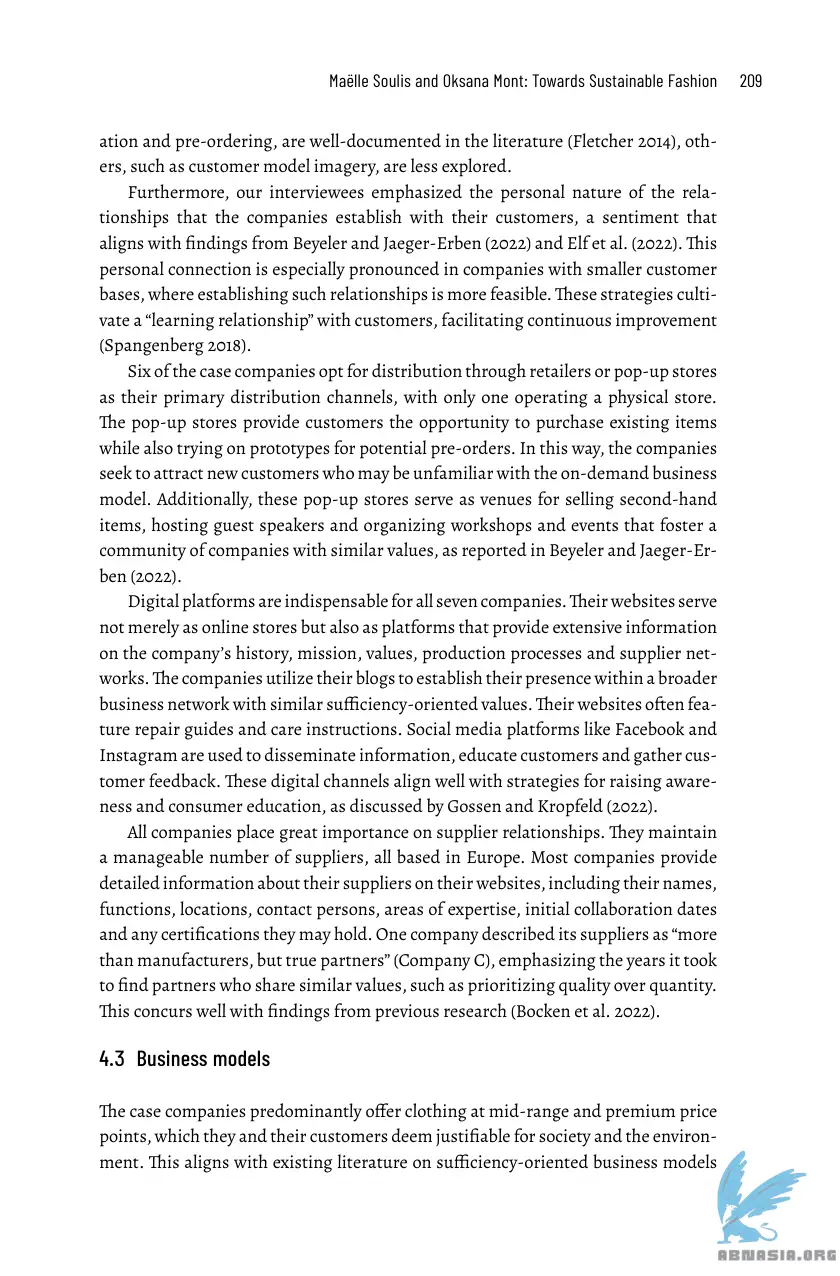 Maëlle Soulis and Oksana Mont: Towards Sustainable Fashion 209
ation and pre-ordering, are well-documented in the literature (Fletcher 2014), oth-
ers, such as customer model imagery, are less explored.
Furthermore, our interviewees emphasized the personal nature of the rela-
tionships that the companies establish with their customers, a sentiment that
aligns with findings from Beyeler and Jaeger-Erben (2022) and Elf et al. (2022). This
personal connection is especially pronounced in companies with smaller customer
bases, where establishing such relationships is more feasible. These strategies culti-
vate a “learning relationship” with customers, facilitating continuous improvement
(Spangenberg 2018).
Six of the case companies opt for distribution through retailers or pop-up stores
as their primary distribution channels, with only one operating a physical store.
The pop-up stores provide customers the opportunity to purchase existing items
while also trying on prototypes for potential pre-orders. In this way, the companies
seek to attract new customers who may be unfamiliar with the on-demand business
model. Additionally, these pop-up stores serve as venues for selling second-hand
items, hosting guest speakers and organizing workshops and events that foster a
community of companies with similar values, as reported in Beyeler and Jaeger-Er-
ben (2022).
Digital platforms are indispensable for all seven companies. Their websites serve
not merely as online stores but also as platforms that provide extensive information
on the company’s history, mission, values, production processes and supplier net-
works. The companies utilize their blogs to establish their presence within a broader
business network with similar sufficiency-oriented values. Their websites often fea-
ture repair guides and care instructions. Social media platforms like Facebook and
Instagram are used to disseminate information, educate customers and gather cus-
tomer feedback. These digital channels align well with strategies for raising aware-
ness and consumer education, as discussed by Gossen and Kropfeld (2022).
All companies place great importance on supplier relationships. They maintain
a manageable number of suppliers, all based in Europe. Most companies provide
detailed information about their suppliers on their websites, including their names,
functions, locations, contact persons, areas of expertise, initial collaboration dates
and any certifications they may hold. One company described its suppliers as “more
than manufacturers, but true partners” (Company C), emphasizing the years it took
to find partners who share similar values, such as prioritizing quality over quantity.
This concurs well with findings from previous research (Bocken et al. 2022).
4.3 Business models
The case companies predominantly offer clothing at mid-range and premium price
points, which they and their customers deem justifiable for society and the environ-
ment. This aligns with existing literature on sufficiency-oriented business models
ABNASIA.ORG